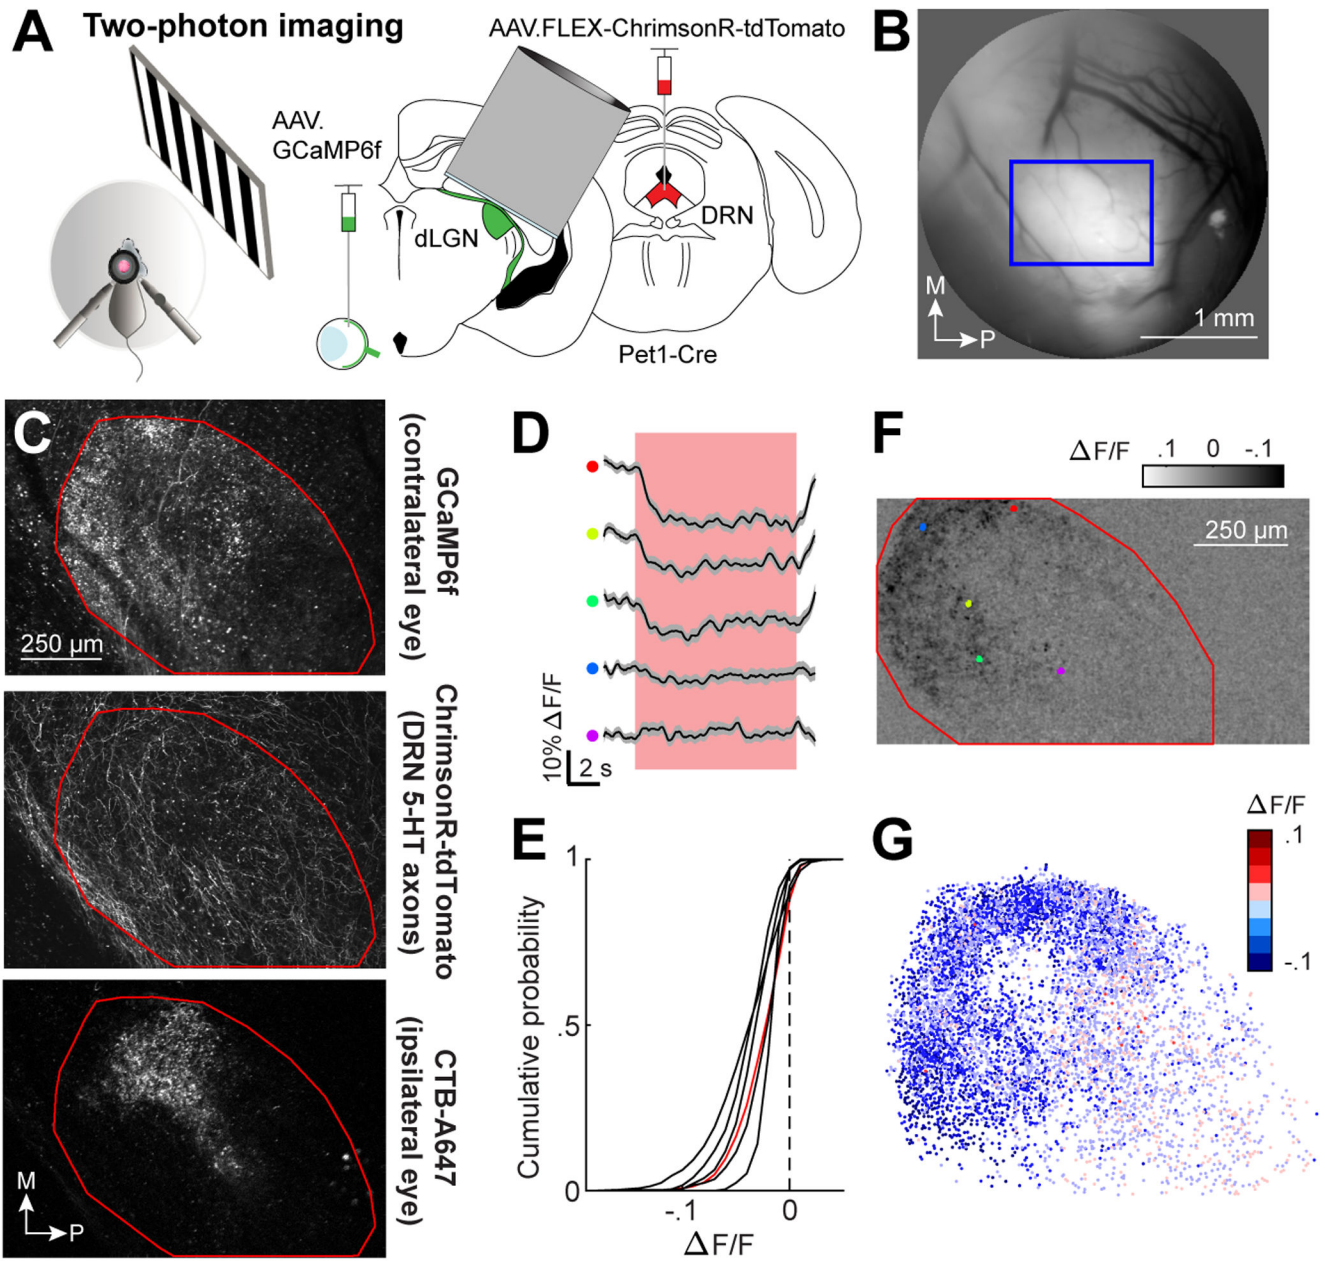 A
Two-photon imaging
AAV.FLEX-ChrimsonR-tdTomato
AAV.
GCaMP6f
dLGN
DRN
Pet1-Cre
B
M
P
1 mm
C
250 µm
GCaMP6f
(contralateral eye)
ChrimsonR-tdTomato
(DRN 5-HT axons)
M
P
CTB-A647
(ipsilateral eye)
D
10% ΔF/F
2 s
E
Cumulative probability
1
.5
0
-.1
0
ΔF/F
F
ΔF/F
.1
0
-.1
250 µm
G
ΔF/F
.1
-.1